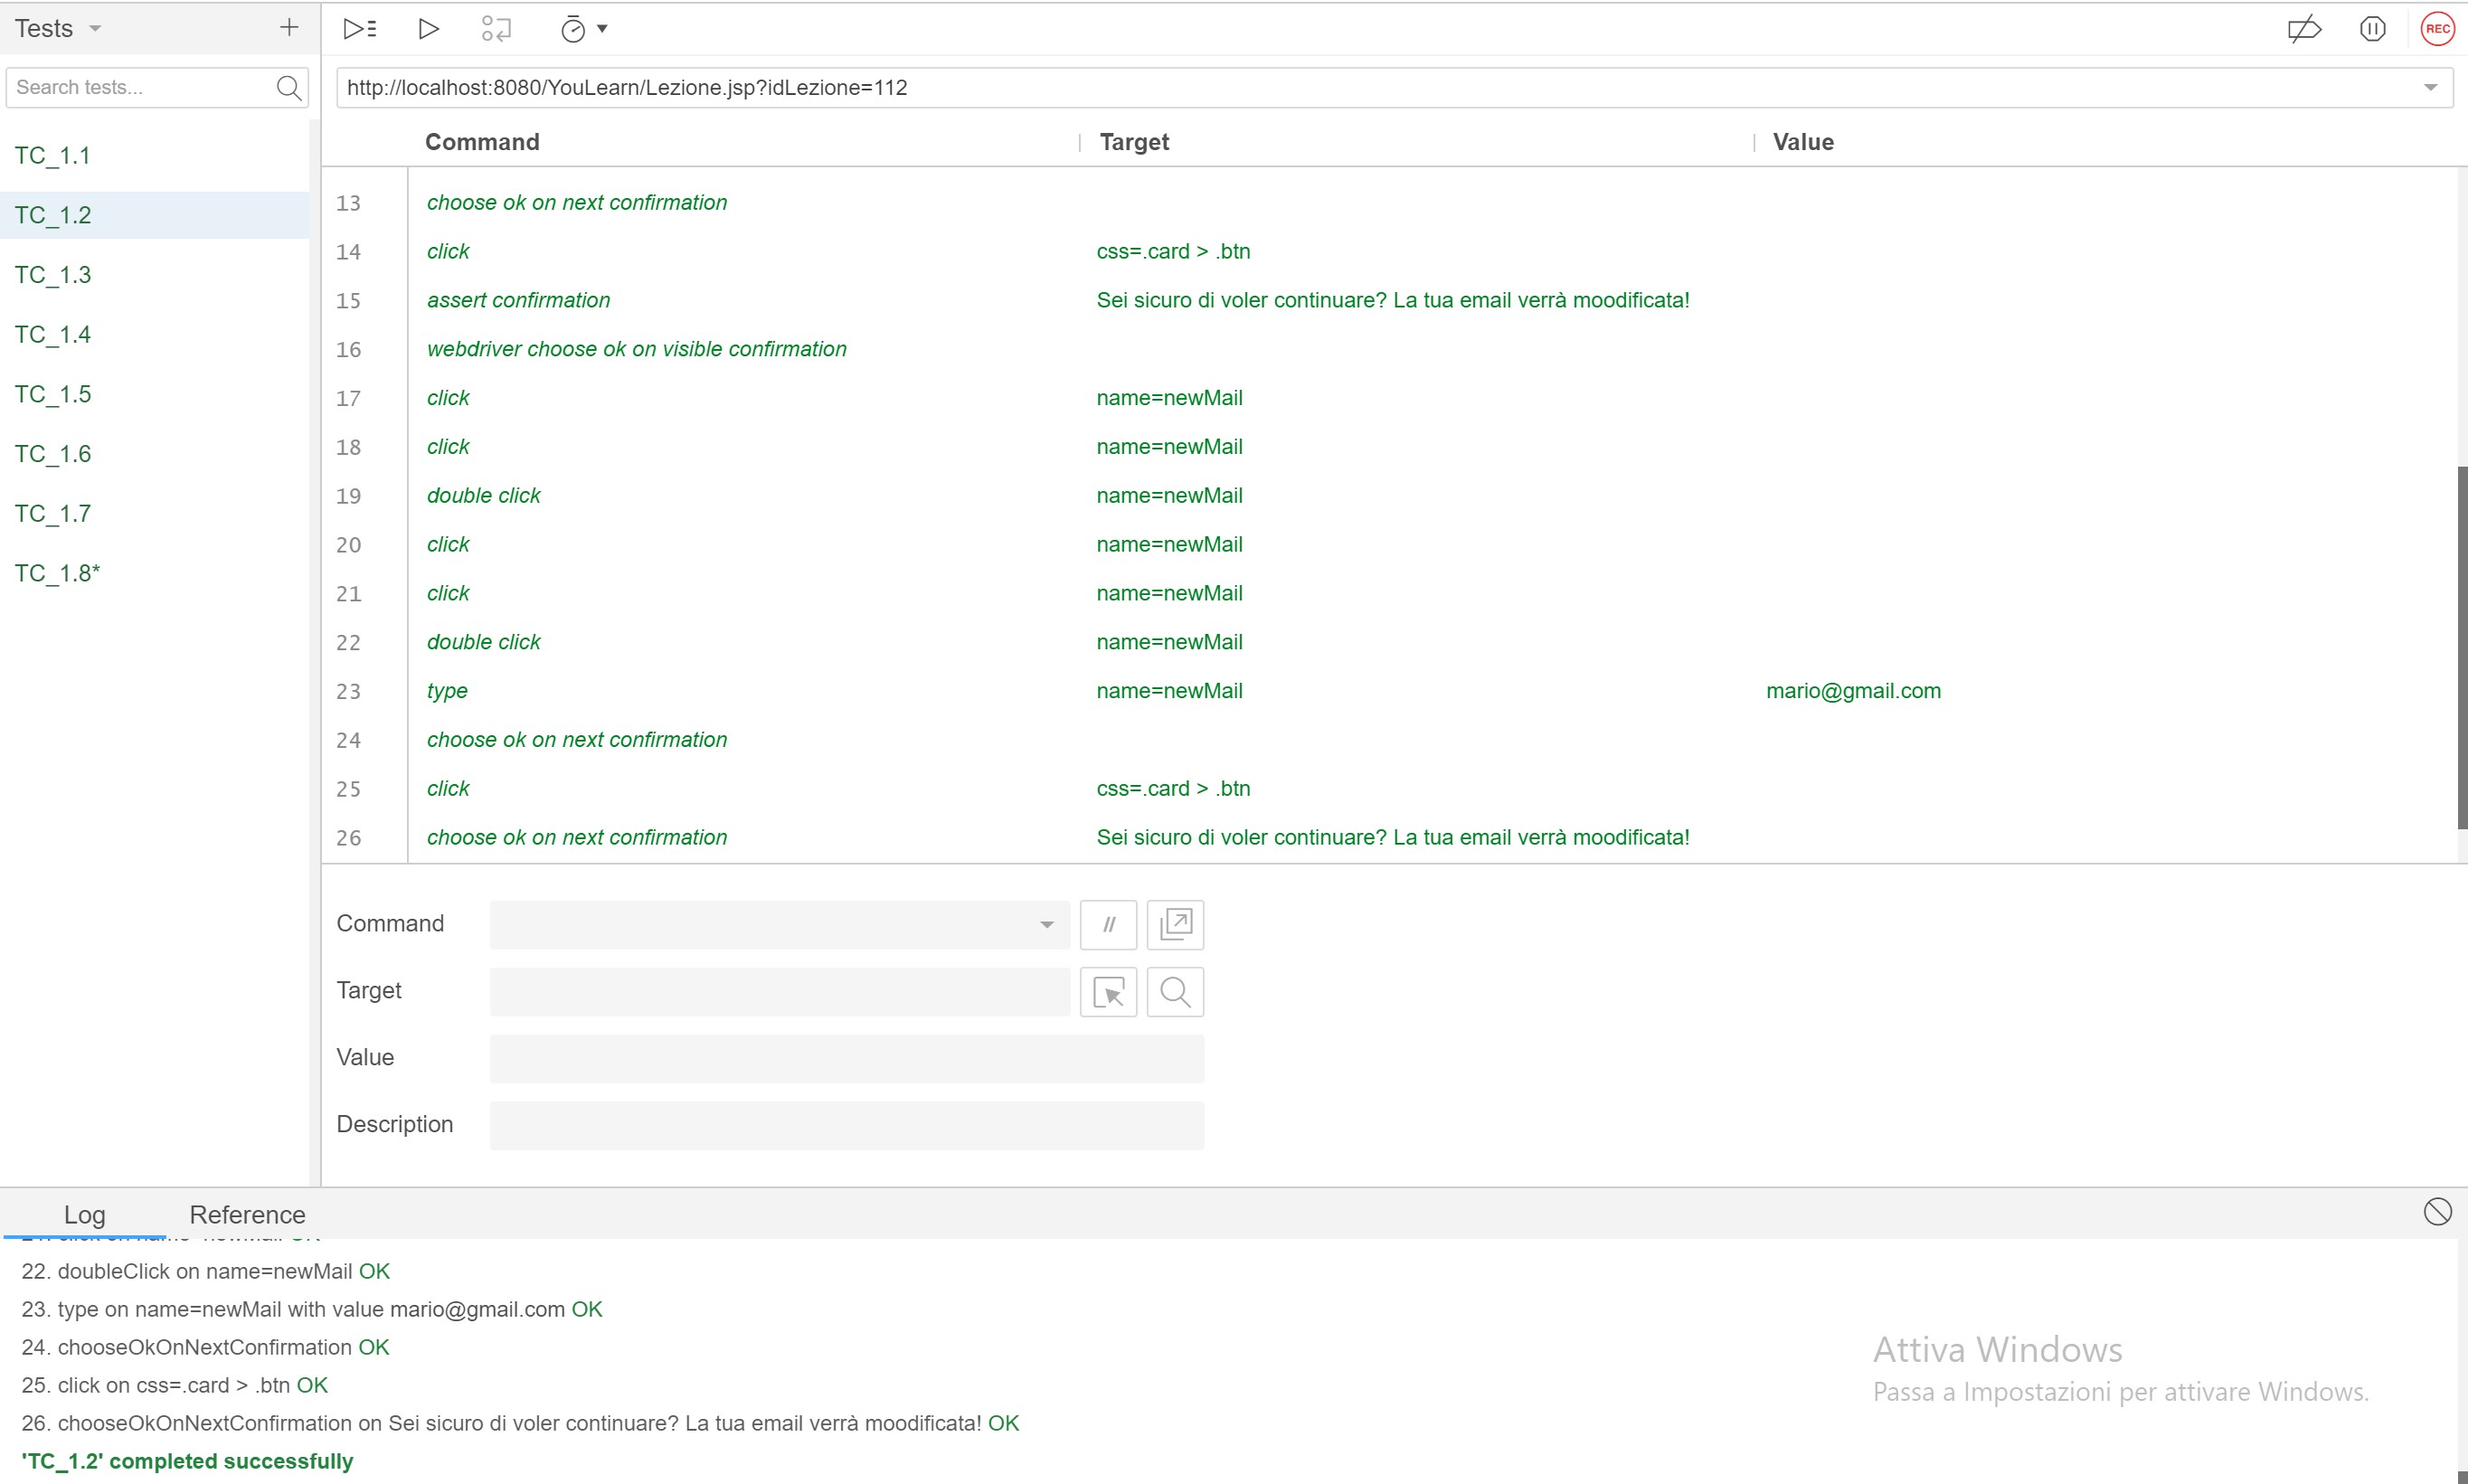 Tests
REC
Search tests...
http://localhost:8080/YouLearn/Lezione.jsp?idLezione=112
Command Target Value
TC_1.1
TC_1.2
TC_1.3
TC_1.4
TC_1.5
TC_1.6
TC_1.7
TC_1.8*
13 choose ok on next confirmation
14 click css=.card > .btn
15 assert confirmation Sei sicuro di voler continuare? La tua email verrà moodificata!
16 webdriver choose ok on visible confirmation
17 click name=newMail
18 click name=newMail
19 double click name=newMail
20 click name=newMail
21 click name=newMail
22 double click name=newMail
23 type name=newMail mario@gmail.com
24 choose ok on next confirmation
25 click css=.card > .btn
26 choose ok on next confirmation Sei sicuro di voler continuare? La tua email verrà moodificata!
Command //
Target
Value
Description
Log Reference
22. doubleClick on name=newMail OK
23. type on name=newMail with value mario@gmail.com OK
24. chooseOkOnNextConfirmation OK
25. click on css=.card > .btn OK
26. chooseOkOnNextConfirmation on Sei sicuro di voler continuare? La tua email verrà moodificata! OK
'TC_1.2' completed successfully
Attiva Windows
Passa a Impostazioni per attivare Windows.